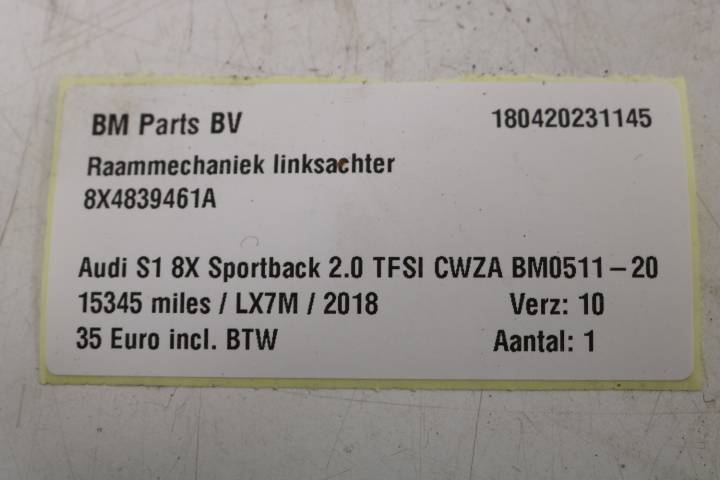 BM Parts BV 180420231145
Raammechaniek linksachter
8X4839461A
Audi S1 8X Sportback 2.0 TFSI CWZA BM0511-20
15345 miles / LX7M / 2018 Verz: 10
35 Euro incl. BTW Aantal: 1